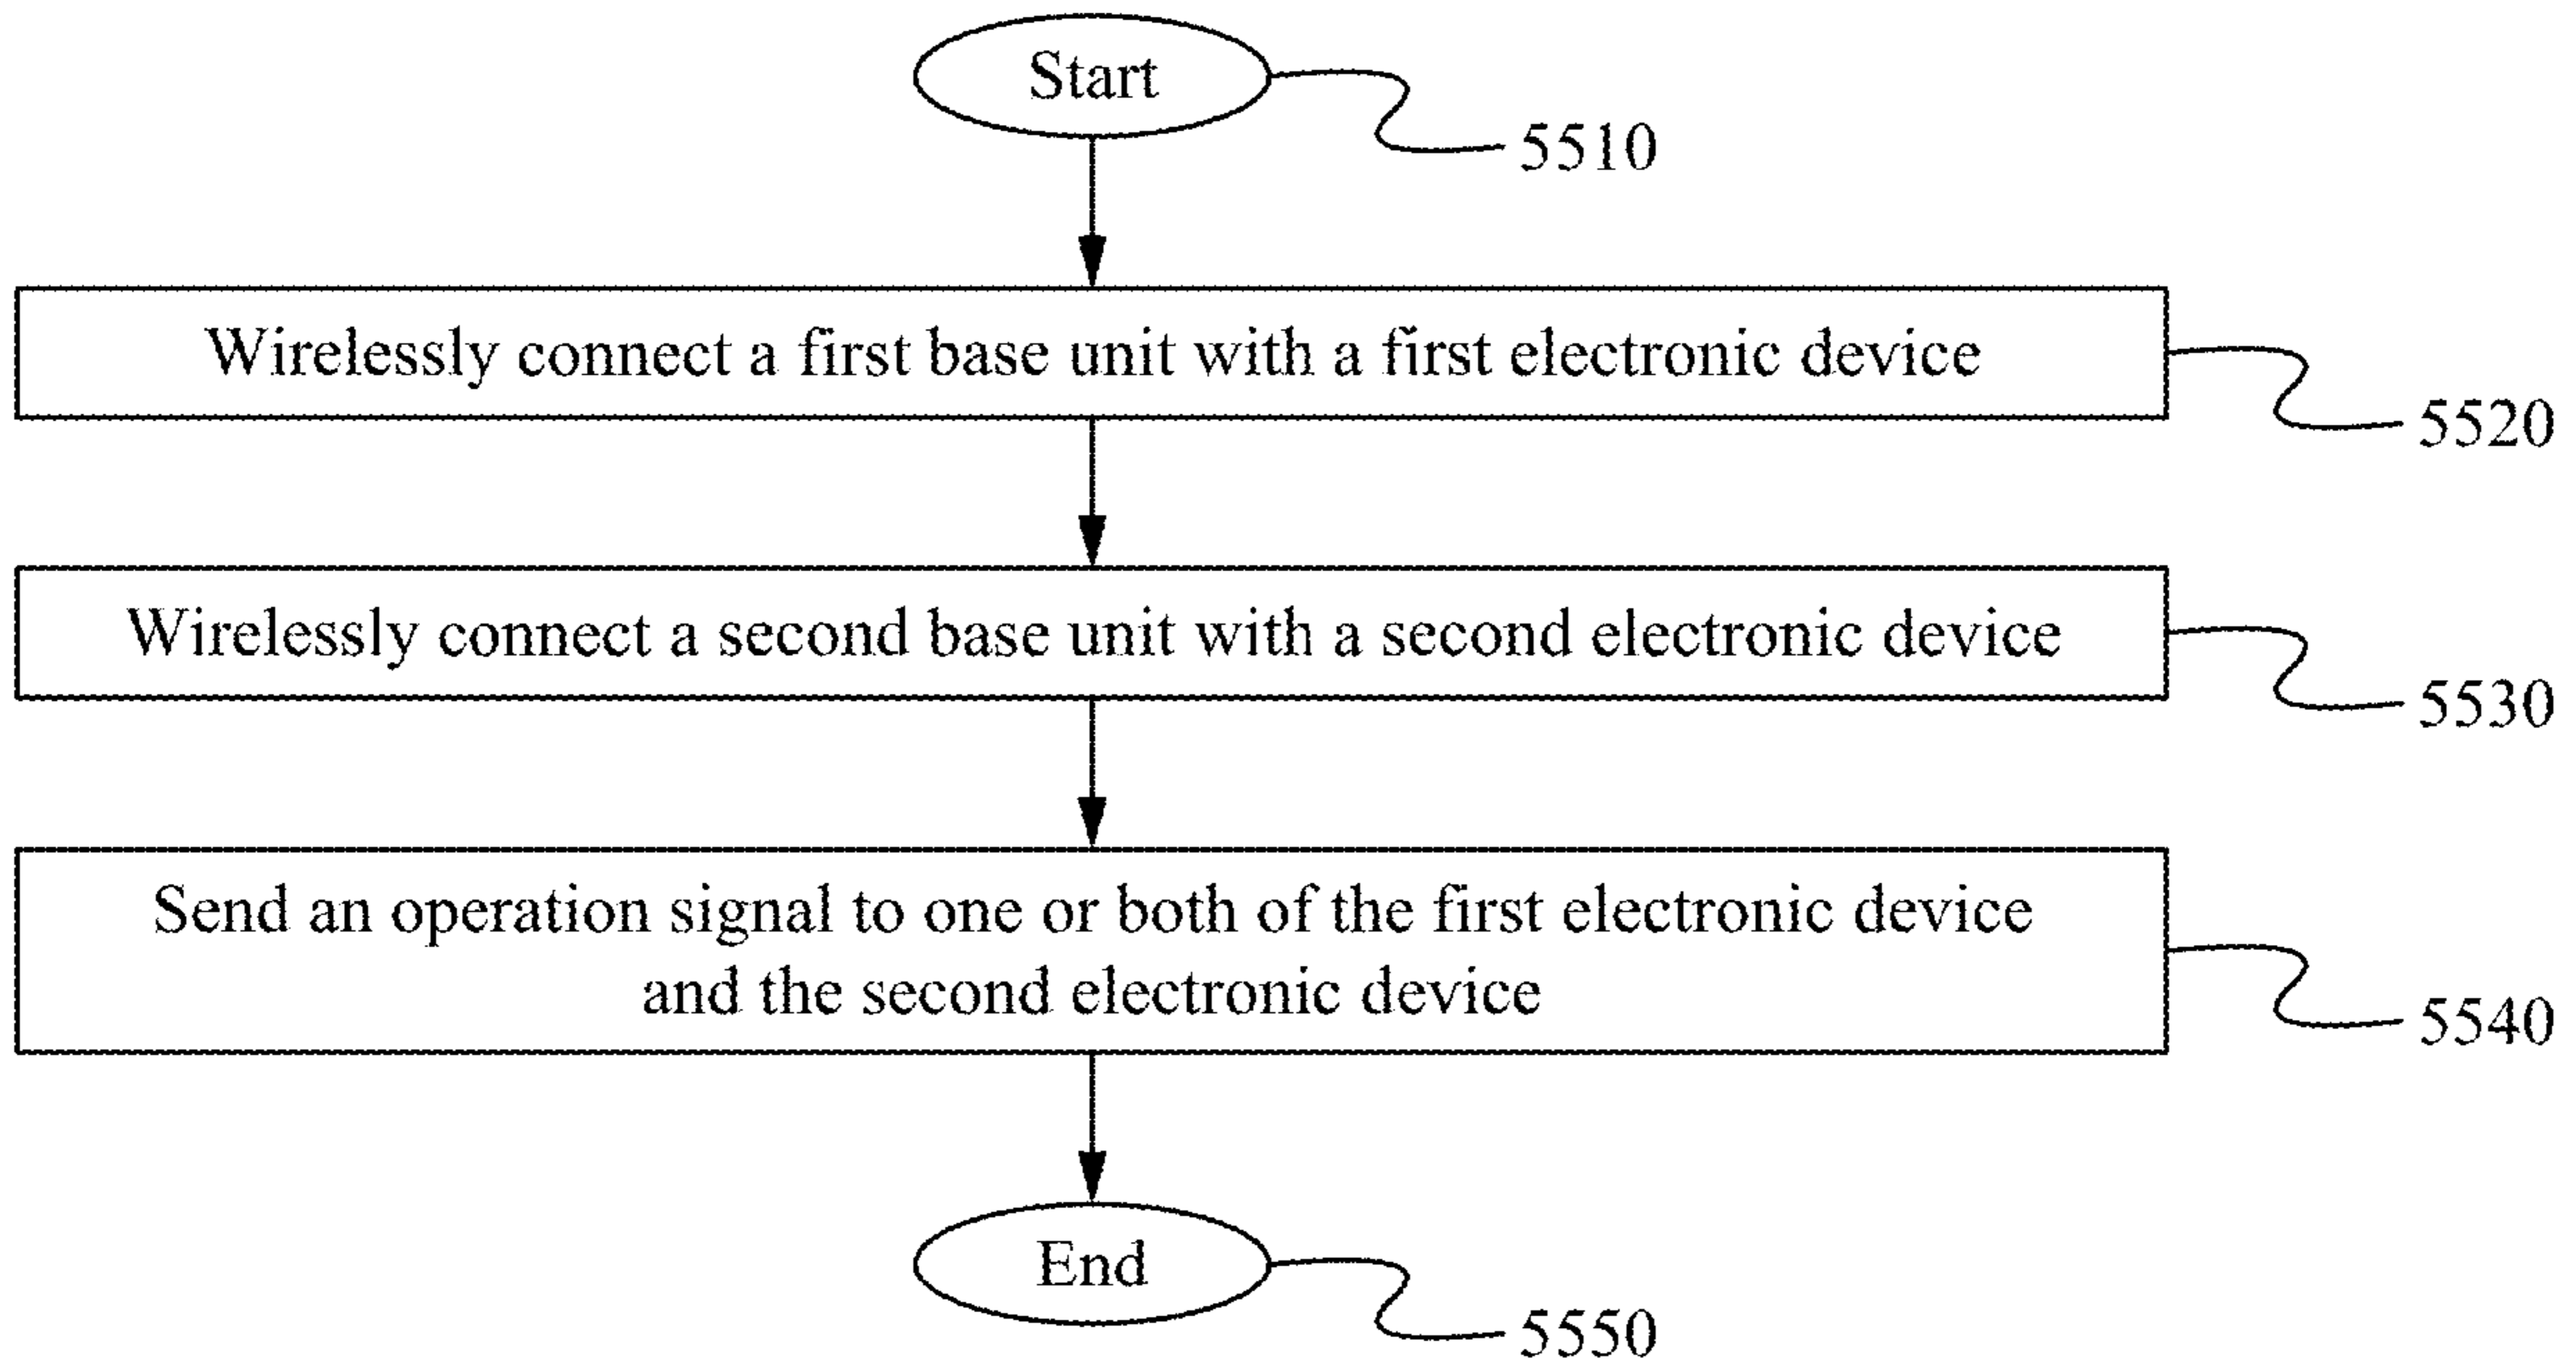 Start
5510
Wirelessly connect a first base unit with a first electronic device
5520
Wirelessly connect a second base unit with a second electronic device
5530
Send an operation signal to one or both of the first electronic device
and the second electronic device
5540
End
5550